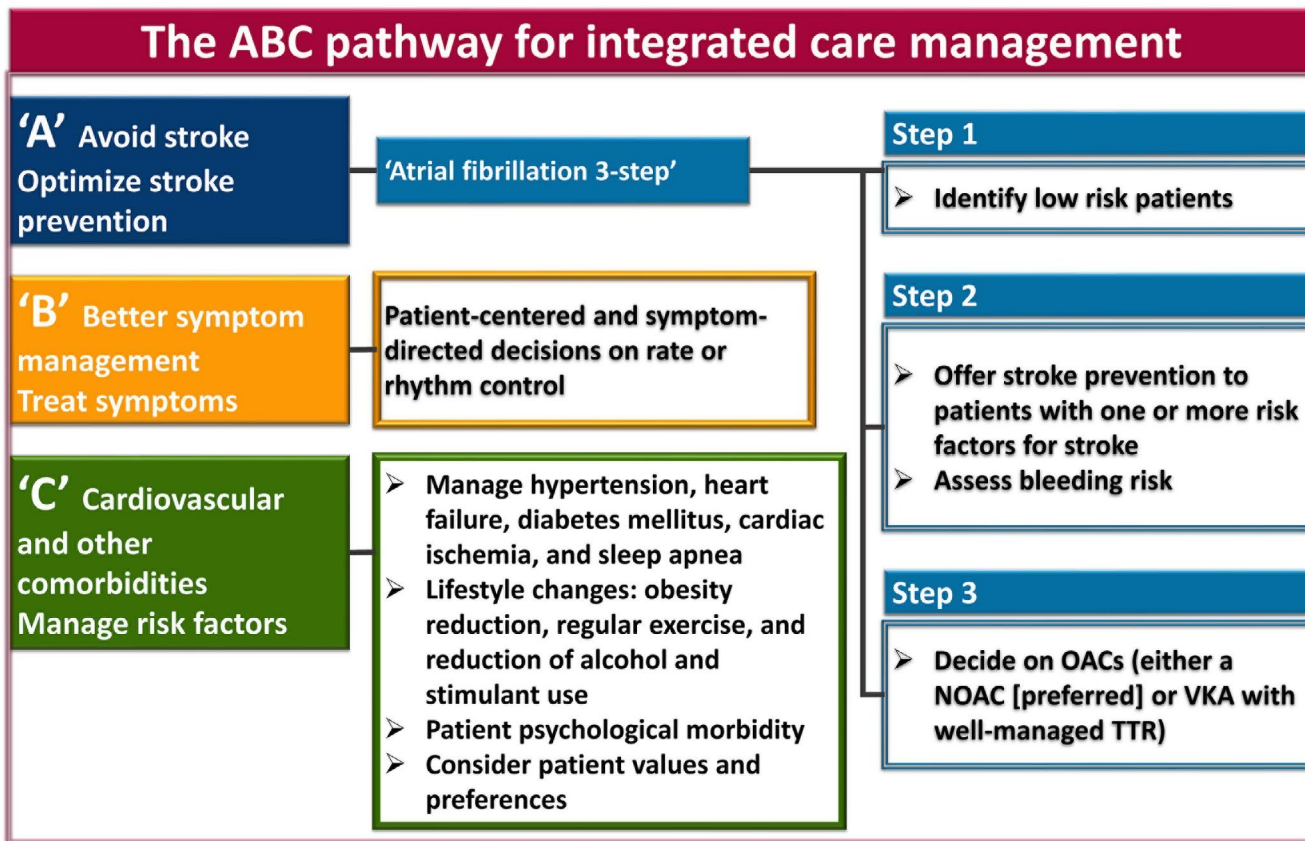 The ABC pathway for integrated care management
‘A’ Avoid stroke
Optimize stroke
prevention
‘Atrial fibrillation 3-step’
Step 1
➢ Identify low risk patients
Step 2
➢ Offer stroke prevention to
patients with one or more risk
factors for stroke
➢ Assess bleeding risk
Step 3
➢ Decide on OACs (either a
NOAC [preferred] or VKA with
well-managed TTR)
‘B’ Better symptom
management
Treat symptoms
Patient-centered and symptom-
directed decisions on rate or
rhythm control
‘C’ Cardiovascular
and other
comorbidities
Manage risk factors
➢ Manage hypertension, heart
failure, diabetes mellitus, cardiac
ischemia, and sleep apnea
➢ Lifestyle changes: obesity
reduction, regular exercise, and
reduction of alcohol and
stimulant use
➢ Patient psychological morbidity
➢ Consider patient values and
preferences